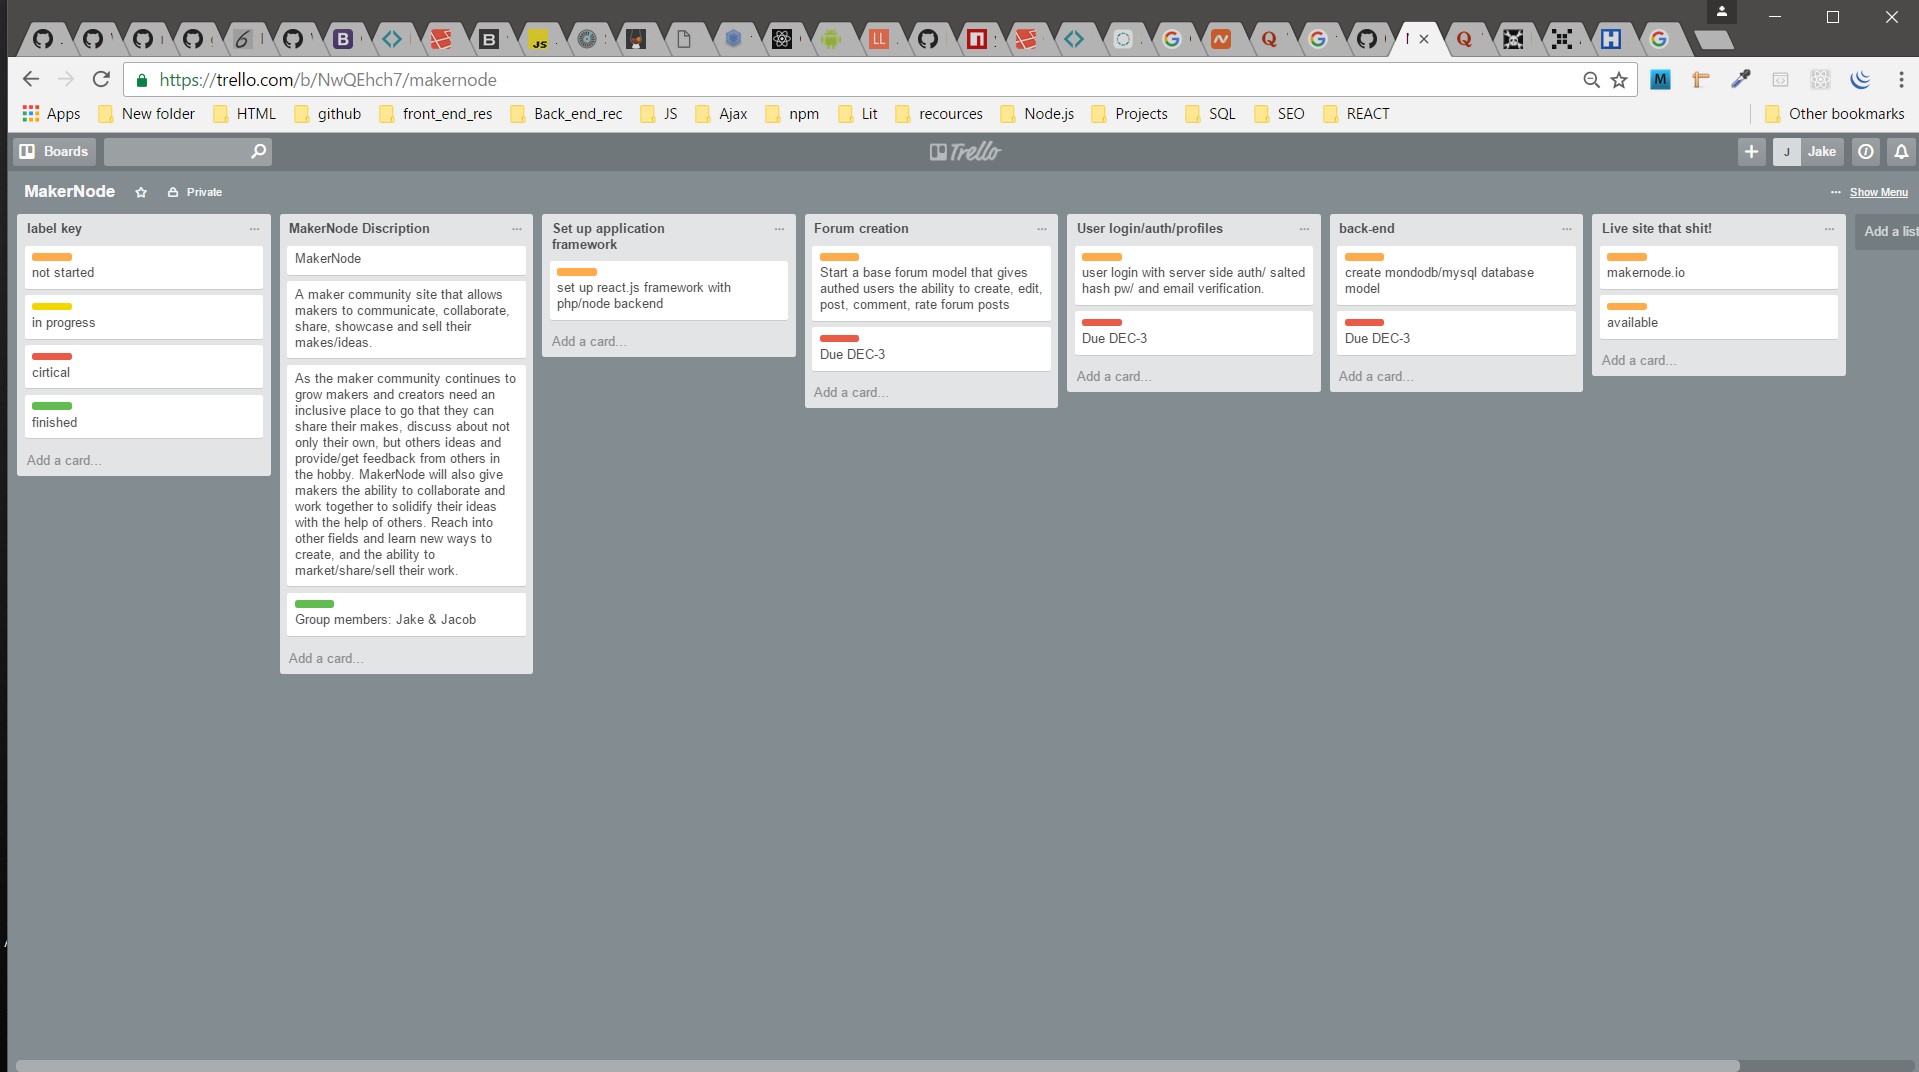 JS
LL
https://trello.com/b/NwQEhch7/makernode
Apps New folder HTML github front_end_res Back_end_rec JS Ajax npm Lit recources Node.js Projects SQL SEO REACT Other bookmarks
Boards
Trello
J Jake
MakerNode Private
... Show Menu
label key
not started
in progress
cirtical
finished
Add a card...
MakerNode Discription
MakerNode
A maker community site that allows
makers to communicate, collaborate,
share, showcase and sell their
makes/ideas.
As the maker community continues to
grow makers and creators need an
inclusive place to go that they can
share their makes, discuss about not
only their own, but others ideas and
provide/get feedback from others in
the hobby. MakerNode will also give
makers the ability to collaborate and
work together to solidify their ideas
with the help of others. Reach into
other fields and learn new ways to
create, and the ability to
market/share/sell their work.
Group members: Jake & Jacob
Add a card...
Set up application
framework
set up react.js framework with
php/node backend
Add a card...
Forum creation
Start a base forum model that gives
authed users the ability to create, edit,
post, comment, rate forum posts
Due DEC-3
Add a card...
User login/auth/profiles
user login with server side auth/ salted
hash pw/ and email verification.
Due DEC-3
Add a card...
back-end
create mondodb/mysql database
model
Due DEC-3
Add a card...
Live site that shit!
makernode.io
available
Add a card...
Add a list